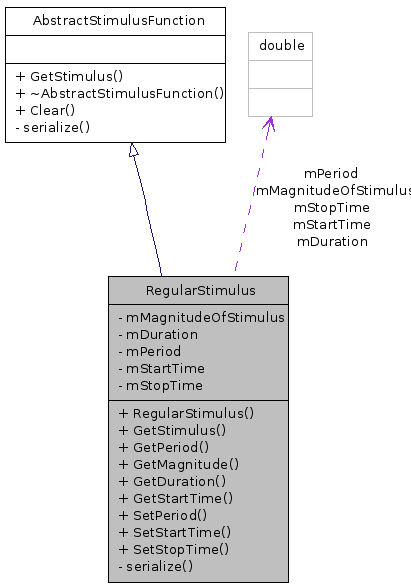 AbstractStimulusFunction
+ GetStimulus()
+ ~AbstractStimulusFunction()
+ Clear()
- serialize()
double
mPeriod
mMagnitudeOfStimulus
mStopTime
mStartTime
mDuration
RegularStimulus
- mMagnitudeOfStimulus
- mDuration
- mPeriod
- mStartTime
- mStopTime
+ RegularStimulus()
+ GetStimulus()
+ GetPeriod()
+ GetMagnitude()
+ GetDuration()
+ GetStartTime()
+ SetPeriod()
+ SetStartTime()
+ SetStopTime()
- serialize()